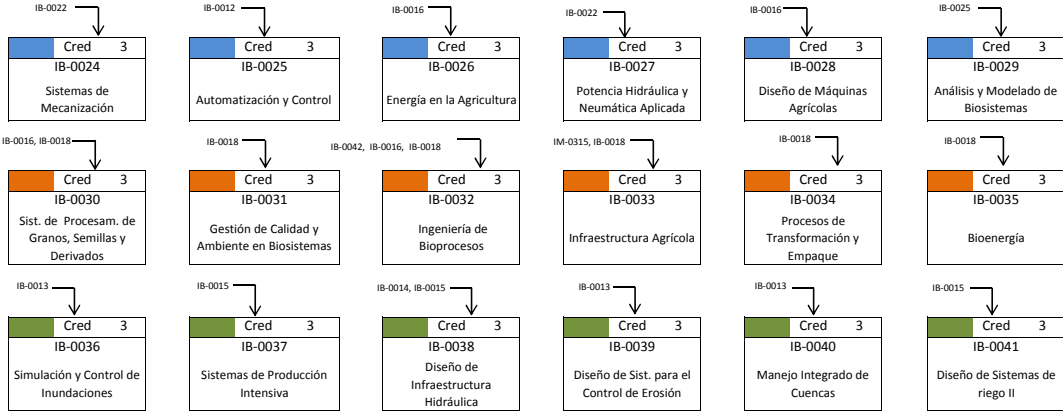 IB-0022
IB-0012
IB-0016
IB-0022
IB-0016
IB-0025
Cred 3
Cred 3
Cred 3
Cred 3
Cred 3
Cred 3
IB-0024
IB-0025
IB-0026
IB-0027
IB-0028
IB-0029
Sistemas de
Mecanización
Automatización y Control
Energía en la Agricultura
Potencia Hidráulica y
Neumática Aplicada
Diseño de Máquinas
Agrícolas
Análisis y Modelado de
Biosistemas
IB-0016, IB-0018
IB-0018
IB-0042, IB-0016, IB-0018
IM-0315, IB-0018
IB-0018
IB-0018
Cred 3
Cred 3
Cred 3
Cred 3
Cred 3
Cred 3
IB-0030
IB-0031
IB-0032
IB-0033
IB-0034
IB-0035
Sist. de Procesam. de
Granos, Semillas y
Derivados
Gestión de Calidad y
Ambiente en Biosistemas
Ingeniería de
Bioprocesos
Infraestructura Agrícola
Procesos de
Transformación y
Empaque
Bioenergía
IB-0013
IB-0015
IB-0014, IB-0015
IB-0013
IB-0013
IB-0015
Cred 3
Cred 3
Cred 3
Cred 3
Cred 3
Cred 3
IB-0036
IB-0037
IB-0038
IB-0039
IB-0040
IB-0041
Simulación y Control de
Inundaciones
Sistemas de Producción
Intensiva
Diseño de
Infraestructura
Hidráulica
Diseño de Sist. para el
Control de Erosión
Manejo Integrado de
Cuencas
Diseño de Sistemas de
riego II